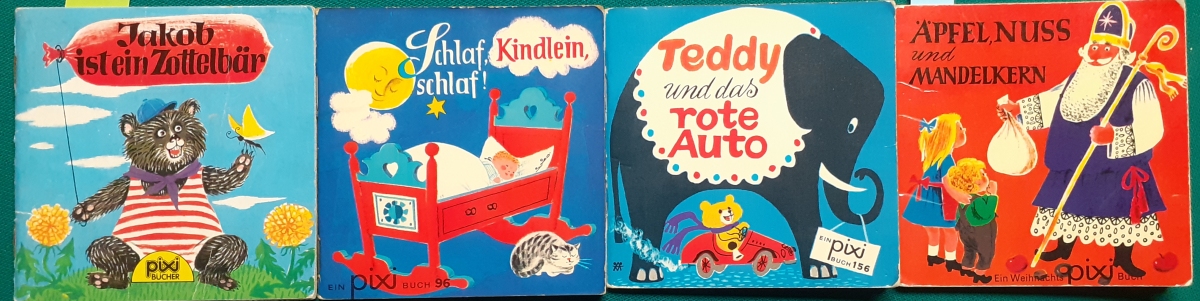 Jakob
ist ein Zottelbär
pixi
BÜCHER
Schlaf, Kindlein,
schlaf!
EIN pixi BUCH 96
Teddy
und das
rote
Auto
EIN
pixi
BUCH 156
ÄPFEL, NUSS
und
MANDELKERN
Ein Weihnachts pixi Buch